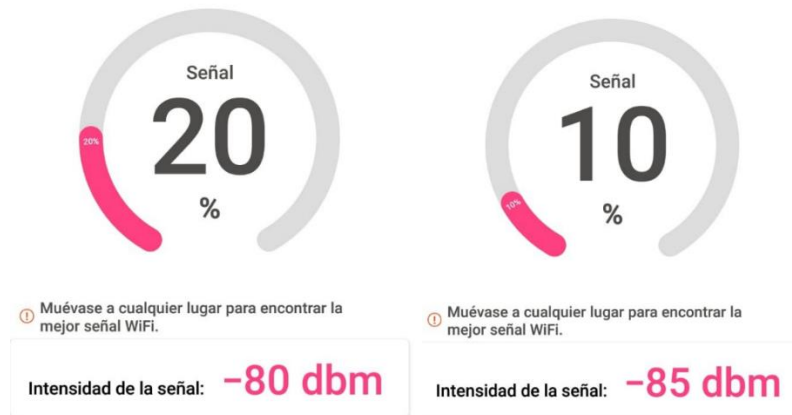 Señal
20
20%
%
Muévase a cualquier lugar para encontrar la
mejor señal WiFi.
Intensidad de la señal: -80 dbm
Señal
10
10%
%
Muévase a cualquier lugar para encontrar la
mejor señal WiFi.
Intensidad de la señal: -85 dbm